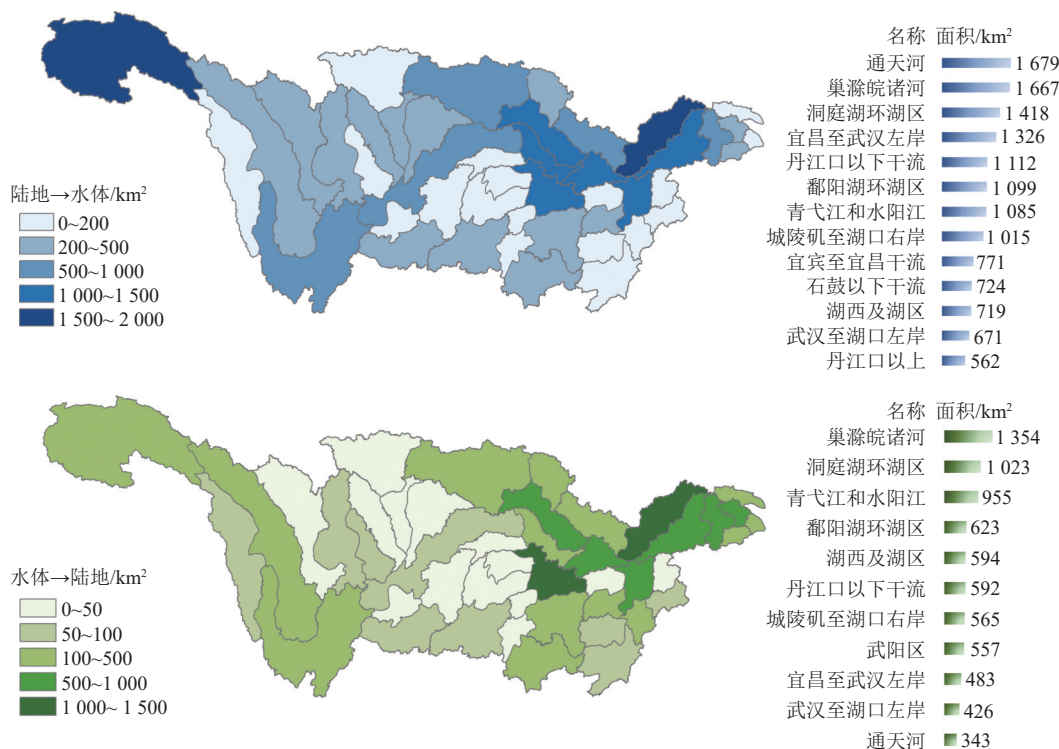 名称 面积/km²
通天河 1 679
巢滁皖诸河 1 667
洞庭湖环湖区 1 418
宜昌至武汉左岸 1 326
丹江口以下干流 1 112
鄱阳湖环湖区 1 099
青弋江和水阳江 1 085
城陵矶至湖口右岸 1 015
宜宾至宜昌干流 771
石鼓以下干流 724
湖西及湖区 719
武汉至湖口左岸 671
丹江口以上 562
陆地→水体/km²
0~200
200~500
500~1 000
1 000~1 500
1 500~ 2 000
名称 面积/km²
巢滁皖诸河 1 354
洞庭湖环湖区 1 023
青弋江和水阳江 955
鄱阳湖环湖区 623
湖西及湖区 594
丹江口以下干流 592
城陵矶至湖口右岸 565
武阳区 557
宜昌至武汉左岸 483
武汉至湖口左岸 426
通天河 343
水体→陆地/km²
0~50
50~100
100~500
500~1 000
1 000~ 1 500